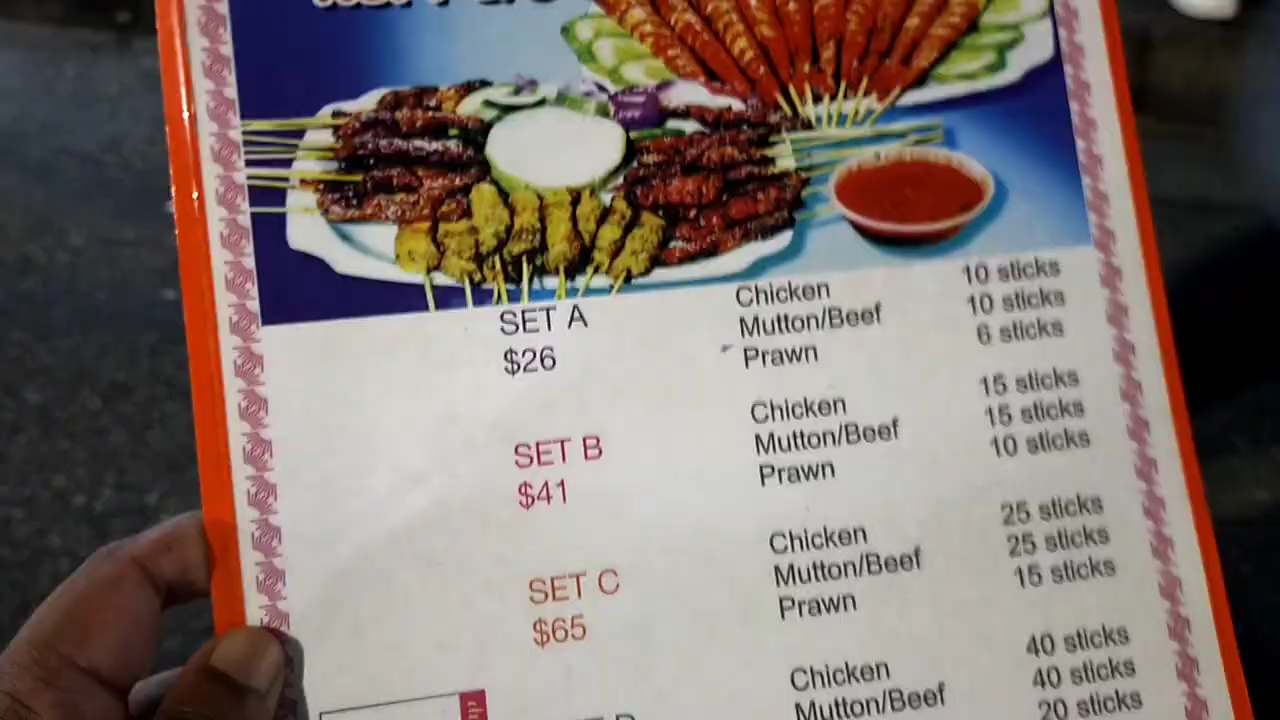 SET A
$26
Chicken 10 sticks
Mutton/Beef 10 sticks
Prawn 6 sticks
SET B
$41
Chicken 15 sticks
Mutton/Beef 15 sticks
Prawn 10 sticks
SET C
$65
Chicken 25 sticks
Mutton/Beef 25 sticks
Prawn 15 sticks
Chicken 40 sticks
Mutton/Beef 40 sticks
20 sticks